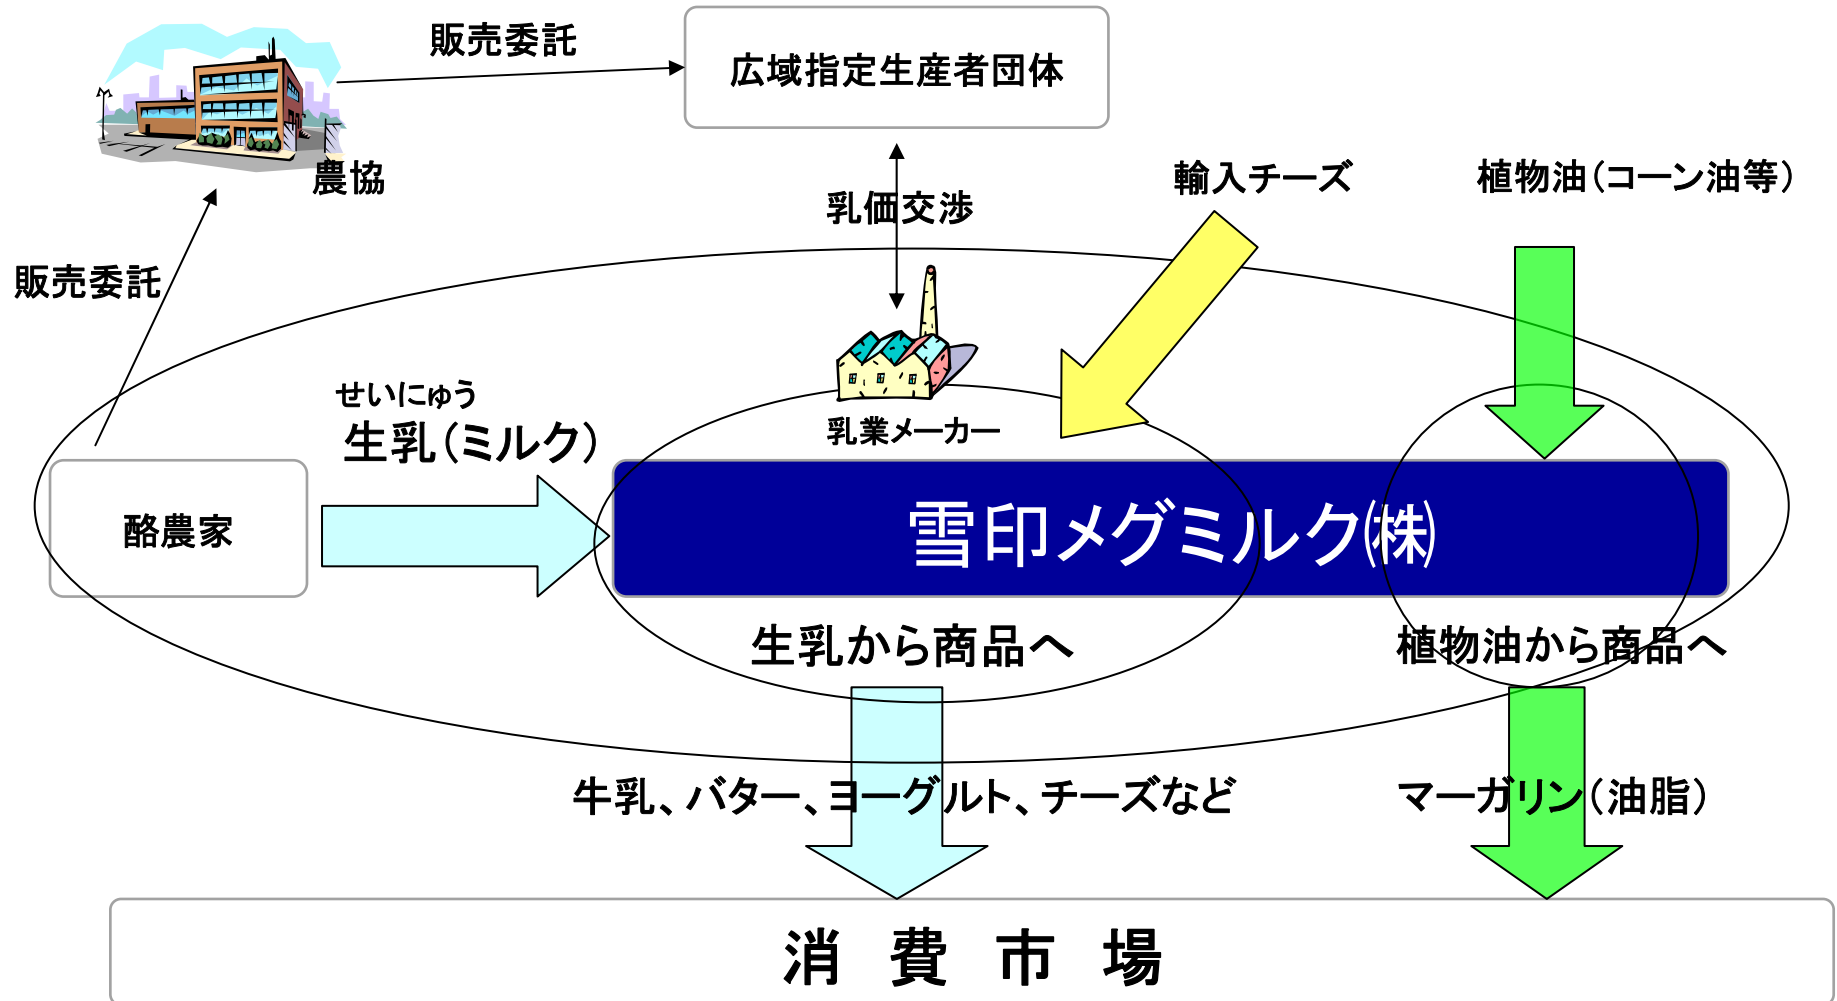 販売委託
広域指定生産者団体
農協
輸入チーズ
植物油(コーン油等)
乳価交渉
販売委託
せいにゅう
生乳(ミルク)
乳業メーカー
酪農家
雪印メグミルク㈱
生乳から商品へ
植物油から商品へ
牛乳、バター、ヨーグルト、チーズなど
マーガリン(油脂)
消 費 市 場